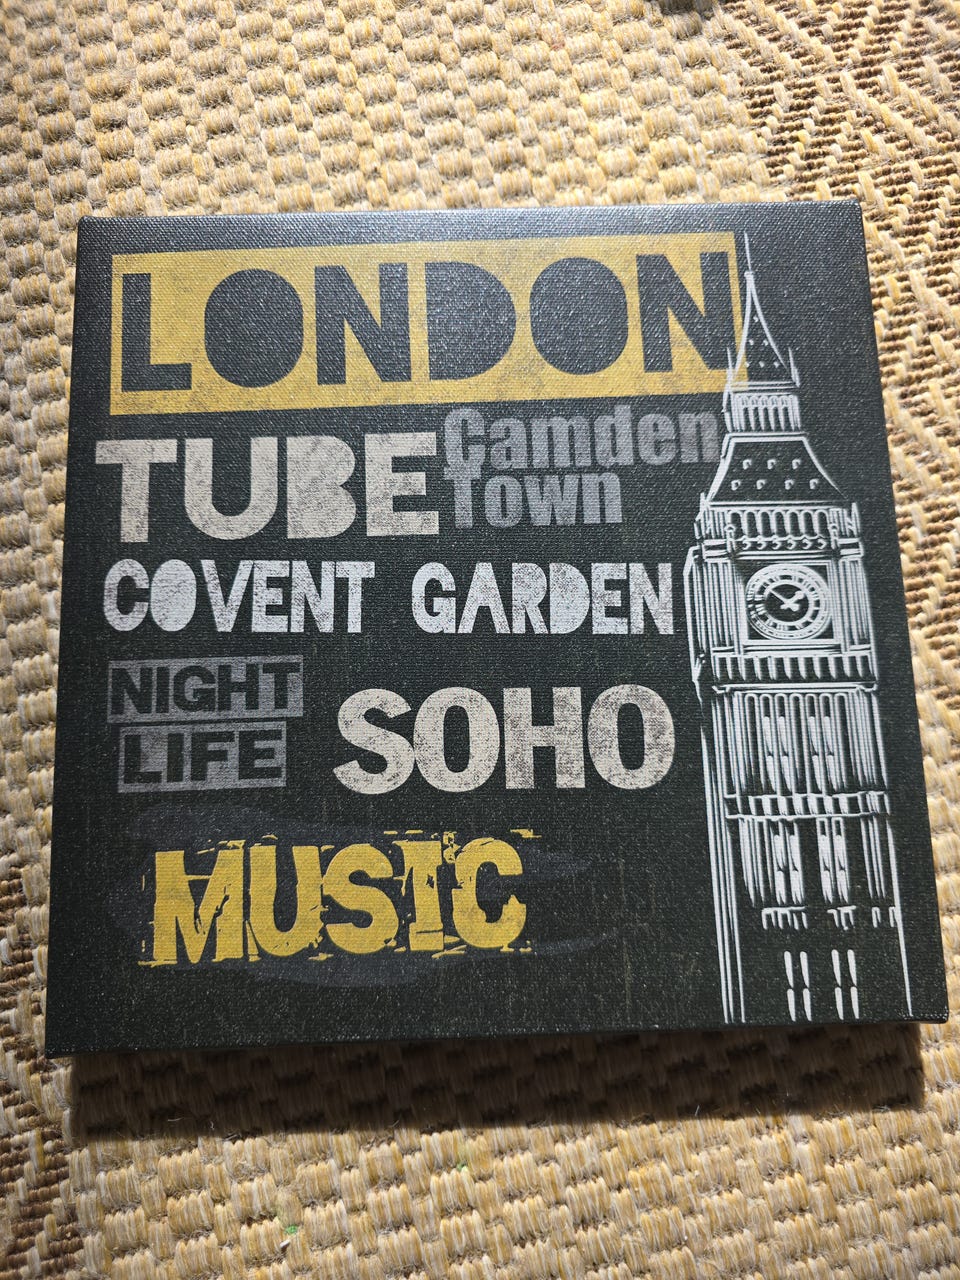 LONDON
TUBE
Camden
Town
COVENT GARDEN
NIGHT
LIFE
SOHO
MUSIC